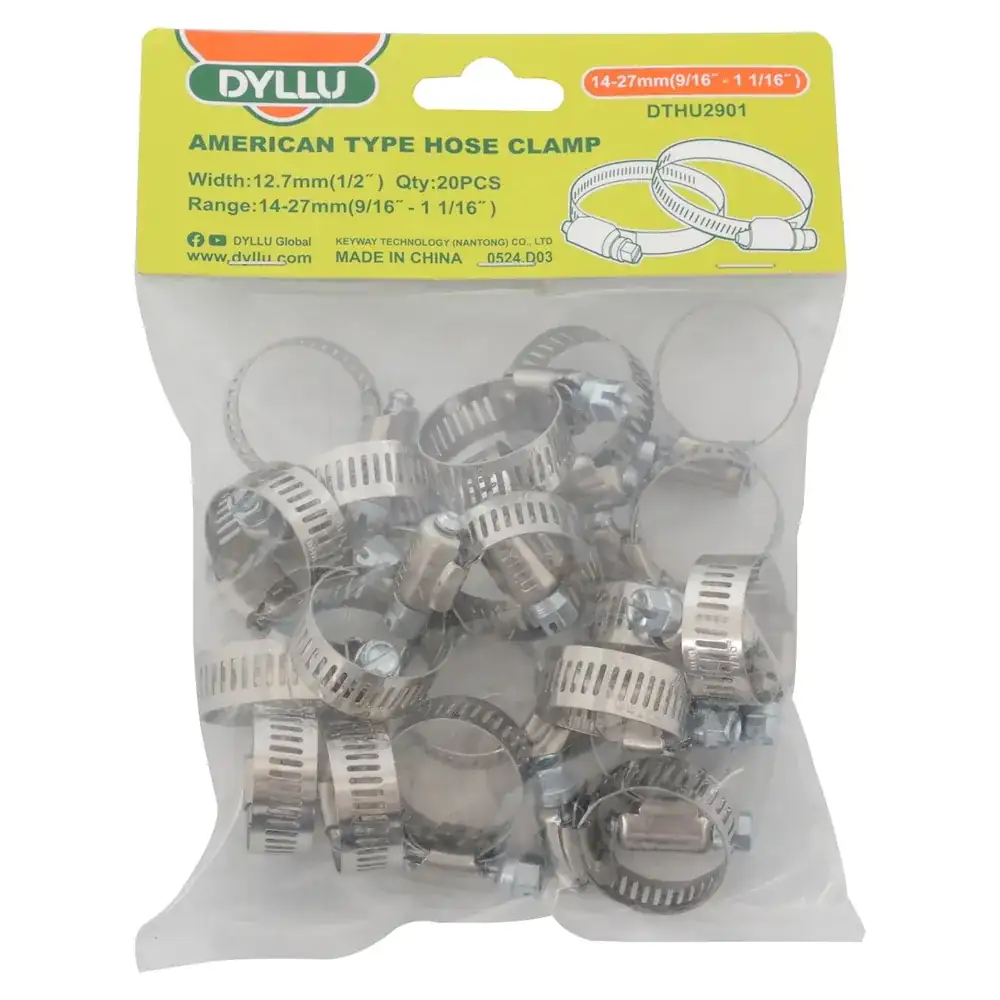 DYLLU
14-27mm(9/16˝ - 1 1/16˝)
DTHU2901
AMERICAN TYPE HOSE CLAMP
Width:12.7mm(1/2˝) Qty:20PCS
Range:14-27mm(9/16˝ - 1 1/16˝)
DYLLU Global KEYWAY TECHNOLOGY (NANTONG) CO., LTD
www.dyllu.com MADE IN CHINA 0524.D03
DYLLU